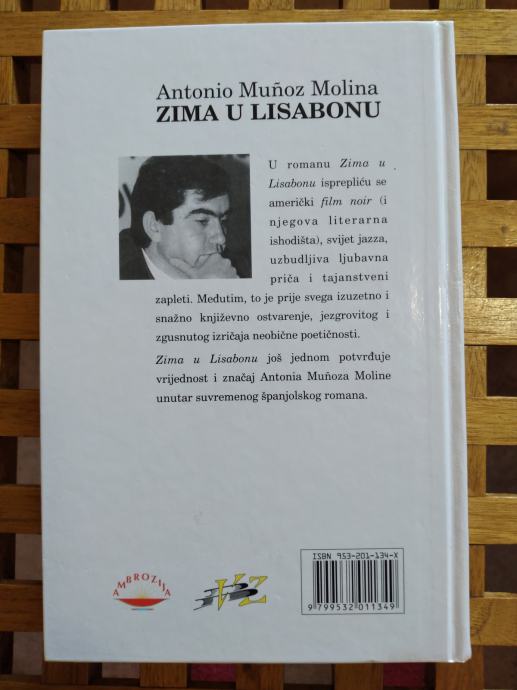 Antonio Muñoz Molina
ZIMA U LISABONU
U romanu Zima u
Lisabonu isprepliću se
američki film noir (i
njegova literarna
ishodišta), svijet jazza,
uzbudljiva ljubavna
priča i tajanstveni
zapleti. Međutim, to je prije svega izuzetno i
snažno književno ostvarenje, jezgrovitog i
zgusnutog izričaja neobične poetičnosti.
Zima u Lisabonu još jednom potvrđuje
vrijednost i značaj Antonia Muñoza Moline
unutar suvremenog španjolskog romana.
AMBROZIJA
VZ
ISBN 953-201-134-X
9 799532 011349